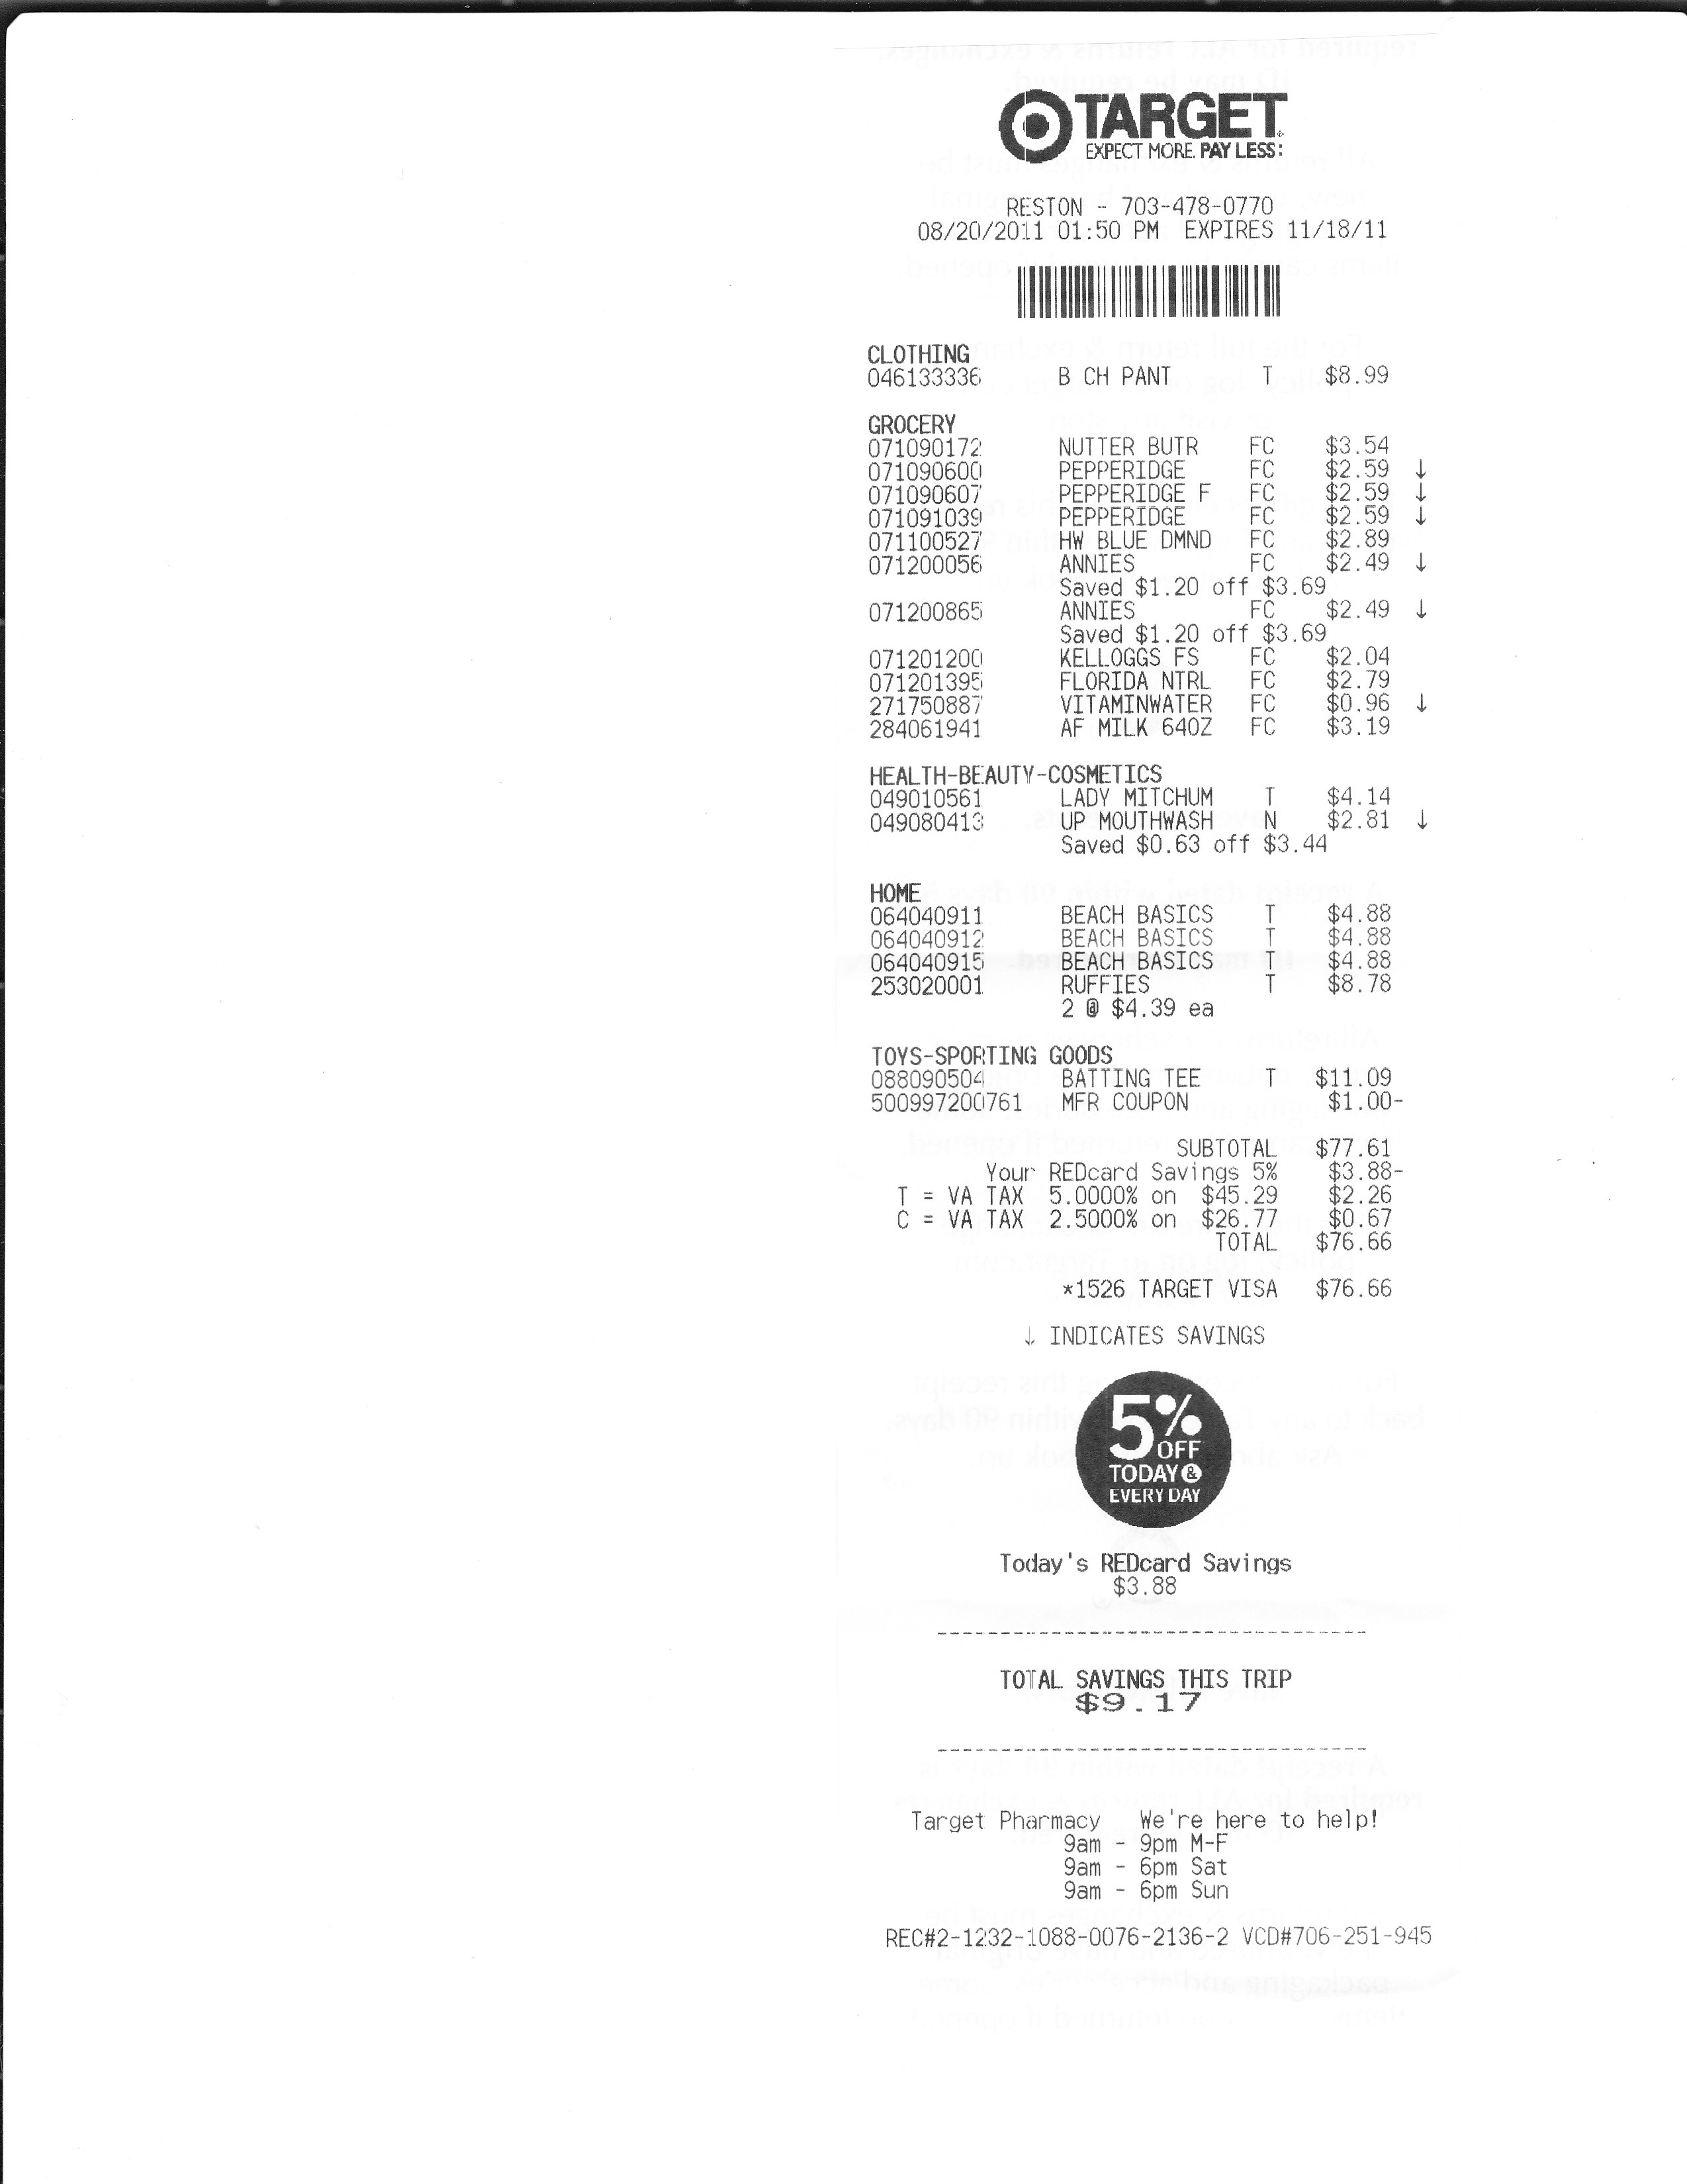 TARGET
EXPECT MORE. PAY LESS.
RESTON - 703-478-0770
08/20/2011 01:50 PM EXPIRES 11/18/11
CLOTHING
046133336 B CH PANT T $8.99
GROCERY
071090172 NUTTER BUTR FC $3.54
071090600 PEPPERIDGE FC $2.59 ↓
071090607 PEPPERIDGE F FC $2.59 ↓
071091039 PEPPERIDGE FC $2.59 ↓
071100527 HW BLUE DMND FC $2.89
071200056 ANNIES FC $2.49 ↓
Saved $1.20 off $3.69
071200865 ANNIES FC $2.49 ↓
Saved $1.20 off $3.69
071201200 KELLOGGS FS FC $2.04
071201395 FLORIDA NTRL FC $2.79
271750887 VITAMINWATER FC $0.96 ↓
284061941 AF MILK 64OZ FC $3.19
HEALTH-BEAUTY-COSMETICS
049010561 LADY MITCHUM T $4.14
049080413 UP MOUTHWASH N $2.81 ↓
Saved $0.63 off $3.44
HOME
064040911 BEACH BASICS T $4.88
064040912 BEACH BASICS T $4.88
064040915 BEACH BASICS T $4.88
253020001 RUFFIES T $8.78
2 @ $4.39 ea
TOYS-SPORTING GOODS
088090504 BATTING TEE T $11.09
500997200761 MFR COUPON $1.00-
SUBTOTAL $77.61
Your REDcard Savings 5% $3.88-
T = VA TAX 5.0000% on $45.29 $2.26
C = VA TAX 2.5000% on $26.77 $0.67
TOTAL $76.66
*1526 TARGET VISA $76.66
↓ INDICATES SAVINGS
5%
OFF
TODAY &
EVERY DAY
Today's REDcard Savings
$3.88
TOTAL SAVINGS THIS TRIP
$9.17
Target Pharmacy We're here to help!
9am - 9pm M-F
9am - 6pm Sat
9am - 6pm Sun
REC#2-1232-1088-0076-2136-2 VCD#706-251-945